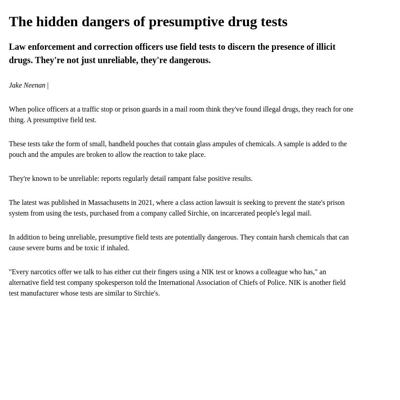 The hidden dangers of presumptive drug tests
Law enforcement and correction officers use field tests to discern the presence of illicit
drugs. They're not just unreliable, they're dangerous.
Jake Neenan |
When police officers at a traffic stop or prison guards in a mail room think they've found illegal drugs, they reach for one
thing. A presumptive field test.
These tests take the form of small, handheld pouches that contain glass ampules of chemicals. A sample is added to the
pouch and the ampules are broken to allow the reaction to take place.
They're known to be unreliable: reports regularly detail rampant false positive results.
The latest was published in Massachusetts in 2021, where a class action lawsuit is seeking to prevent the state's prison
system from using the tests, purchased from a company called Sirchie, on incarcerated people's legal mail.
In addition to being unreliable, presumptive field tests are potentially dangerous. They contain harsh chemicals that can
cause severe burns and be toxic if inhaled.
"Every narcotics offer we talk to has either cut their fingers using a NIK test or knows a colleague who has," an
alternative field test company spokesperson told the International Association of Chiefs of Police. NIK is another field
test manufacturer whose tests are similar to Sirchie's.